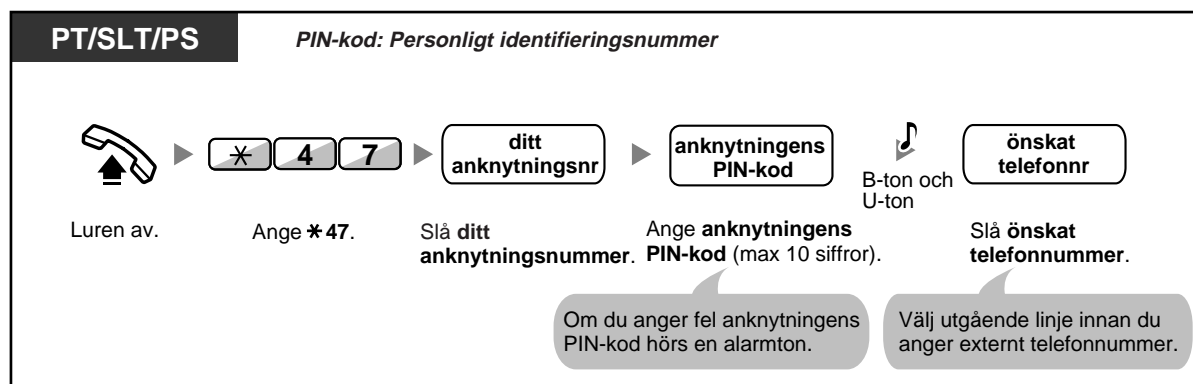 PT/SLT/PS
PIN-kod: Personligt identifieringsnummer
4 7
ditt
anknytningsnr
anknytningens
PIN-kod
B-ton och
U-ton
önskat
telefonnr
Luren av.
Ange ✱47.
Slå ditt
anknytningsnummer.
Ange anknytningens
PIN-kod (max 10 siffror).
Slå önskat
telefonnummer.
Om du anger fel anknytningens
PIN-kod hörs en alarmton.
Välj utgående linje innan du
anger externt telefonnummer.